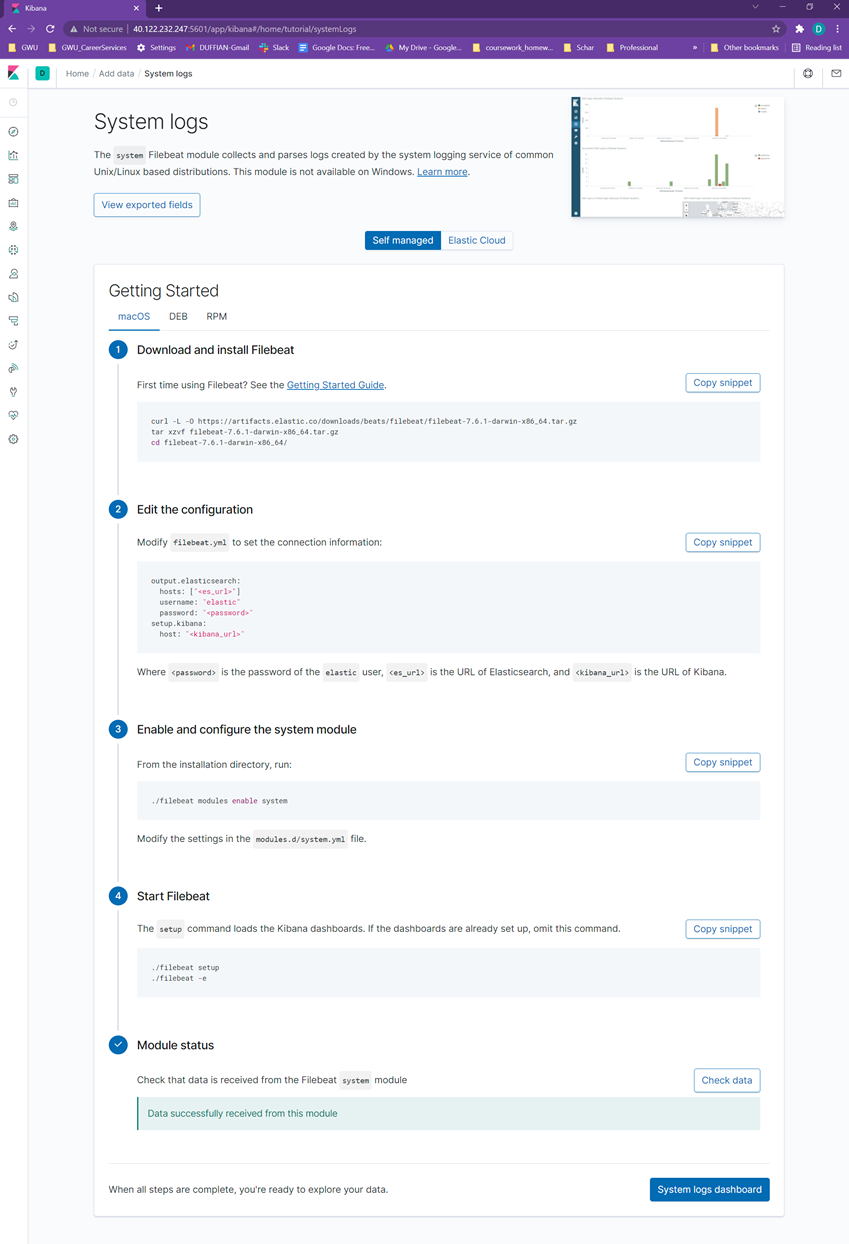 Kibana
Not secure | 40.122.232.247:5601/app/kibana#/home/tutorial/systemLogs
GWU GWU_CareerServices Settings DUFFIAN-Gmail Slack Google Docs: Free... My Drive - Google... coursework_homew... Schar Professional » Other bookmarks Reading list
D Home / Add data / System logs
System logs
The system Filebeat module collects and parses logs created by the system logging service of common
Unix/Linux based distributions. This module is not available on Windows. Learn more.
View exported fields
Self managed Elastic Cloud
Getting Started
macOS DEB RPM
1 Download and install Filebeat
First time using Filebeat? See the Getting Started Guide.
Copy snippet
curl -L -O https://artifacts.elastic.co/downloads/beats/filebeat/filebeat-7.6.1-darwin-x86_64.tar.gz
tar xzvf filebeat-7.6.1-darwin-x86_64.tar.gz
cd filebeat-7.6.1-darwin-x86_64/
2 Edit the configuration
Modify filebeat.yml to set the connection information:
Copy snippet
output.elasticsearch:
hosts: ["<es_url>"]
username: "elastic"
password: "<password>"
setup.kibana:
host: "<kibana_url>"
Where <password> is the password of the elastic user, <es_url> is the URL of Elasticsearch, and <kibana_url> is the URL of Kibana.
3 Enable and configure the system module
From the installation directory, run:
Copy snippet
./filebeat modules enable system
Modify the settings in the modules.d/system.yml file.
4 Start Filebeat
The setup command loads the Kibana dashboards. If the dashboards are already set up, omit this command.
Copy snippet
./filebeat setup
./filebeat -e
Module status
Check that data is received from the Filebeat system module
Check data
Data successfully received from this module
When all steps are complete, you're ready to explore your data.
System logs dashboard